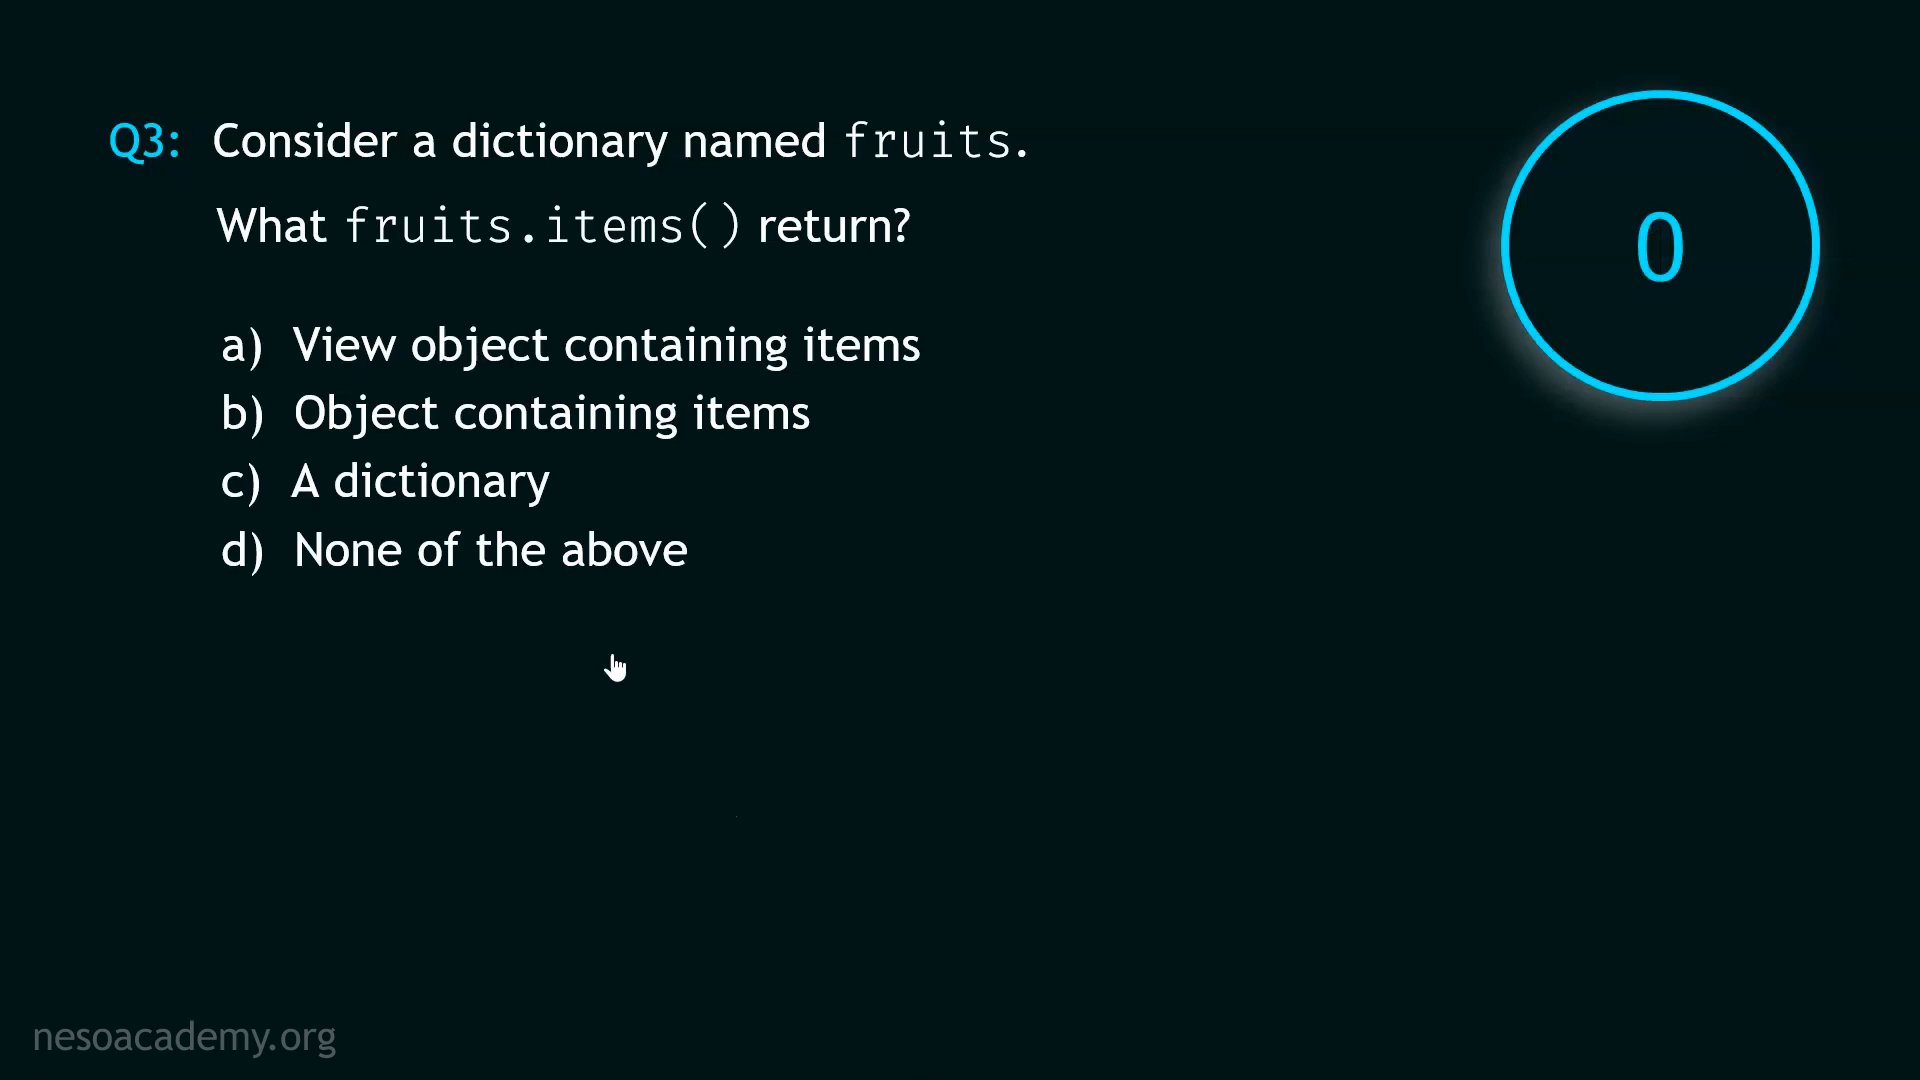 Q3: Consider a dictionary named fruits.
What fruits.items() return?
0
a) View object containing items
b) Object containing items
c) A dictionary
d) None of the above
nesoacademy.org